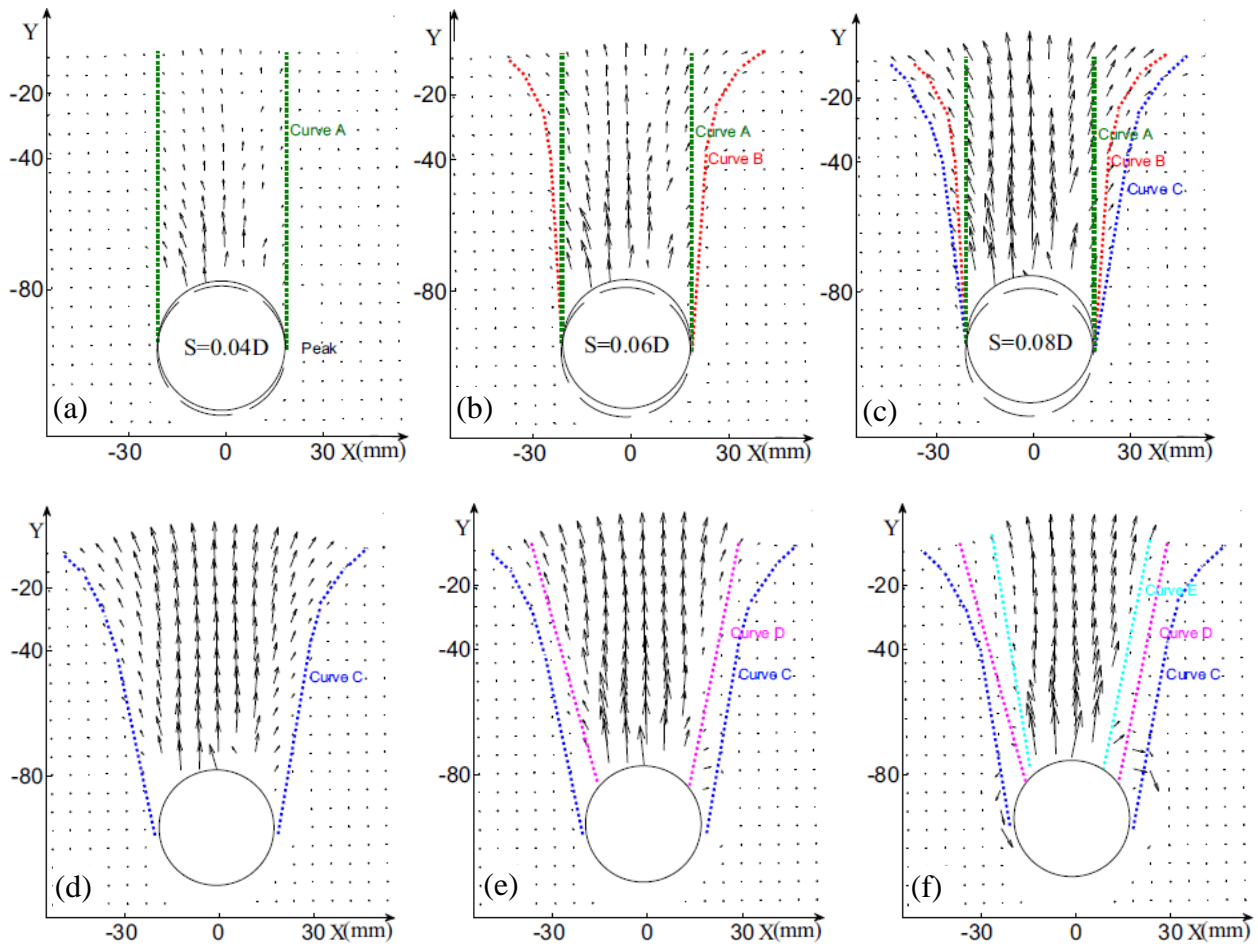 Y
-20
-40
-80
Curve A
S=0.04D
Peak
(a)
-30
0
30 X(mm)
Y
-20
-40
-80
Curve A
Curve B
S=0.06D
(b)
-30
0
30 X(mm)
Y
-20
-40
-80
Curve A
Curve B
Curve C
S=0.08D
(c)
-30
0
30 X(mm)
Y
-20
-40
-80
Curve C
(d)
-30
0
30 X(mm)
Y
-20
-40
-80
Curve D
Curve C
(e)
-30
0
30 X(mm)
Y
-20
-40
-80
Curve E
Curve D
Curve C
(f)
-30
0
30 X(mm)